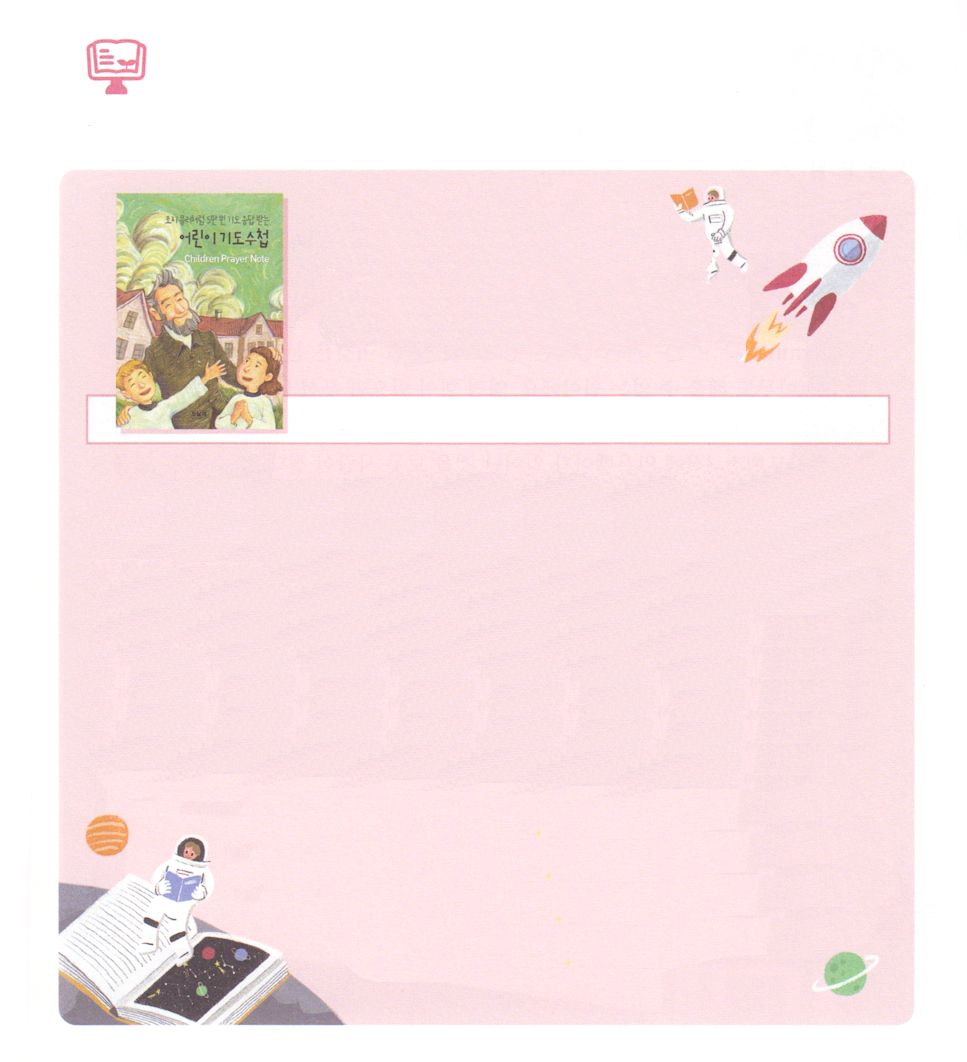 죠지 뮬러처럼 5만 번 기도 응답 받는
어린이 기도수첩
Children Prayer Note